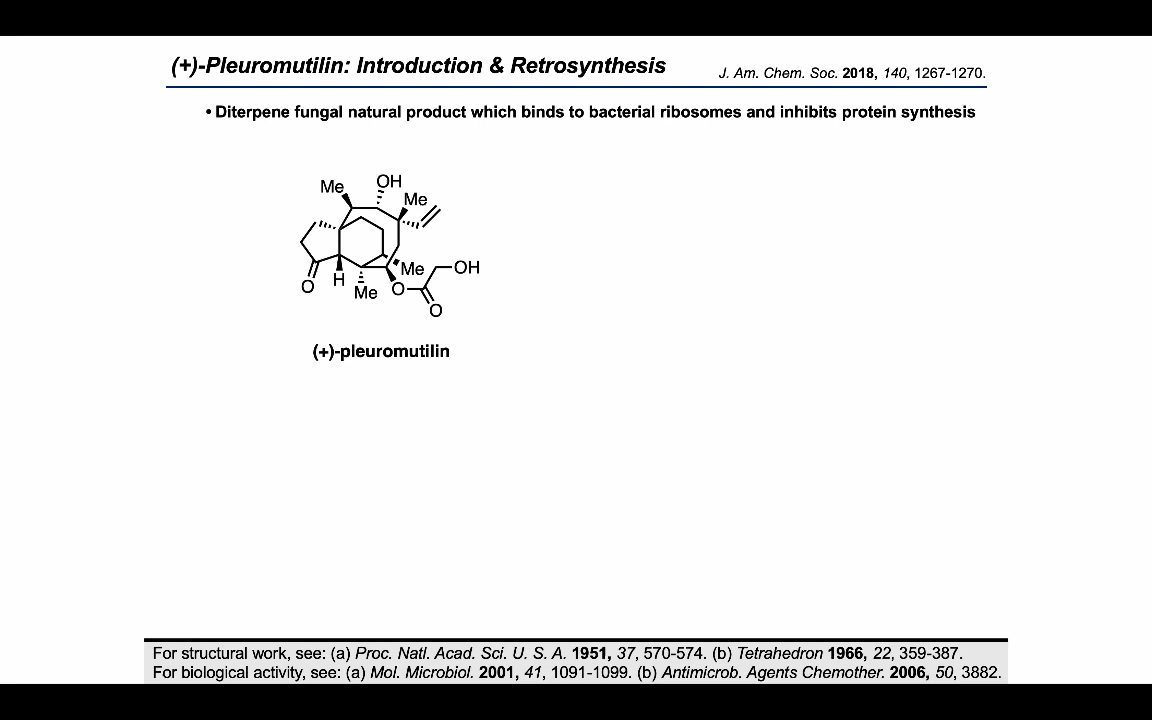 (+)-Pleuromutilin: Introduction & Retrosynthesis
J. Am. Chem. Soc. 2018, 140, 1267-1270.
• Diterpene fungal natural product which binds to bacterial ribosomes and inhibits protein synthesis
OH
Me
Me
Me
OH
H
O
Me
O
O
(+)-pleuromutilin
For structural work, see: (a) Proc. Natl. Acad. Sci. U. S. A. 1951, 37, 570-574. (b) Tetrahedron 1966, 22, 359-387.
For biological activity, see: (a) Mol. Microbiol. 2001, 41, 1091-1099. (b) Antimicrob. Agents Chemother. 2006, 50, 3882.